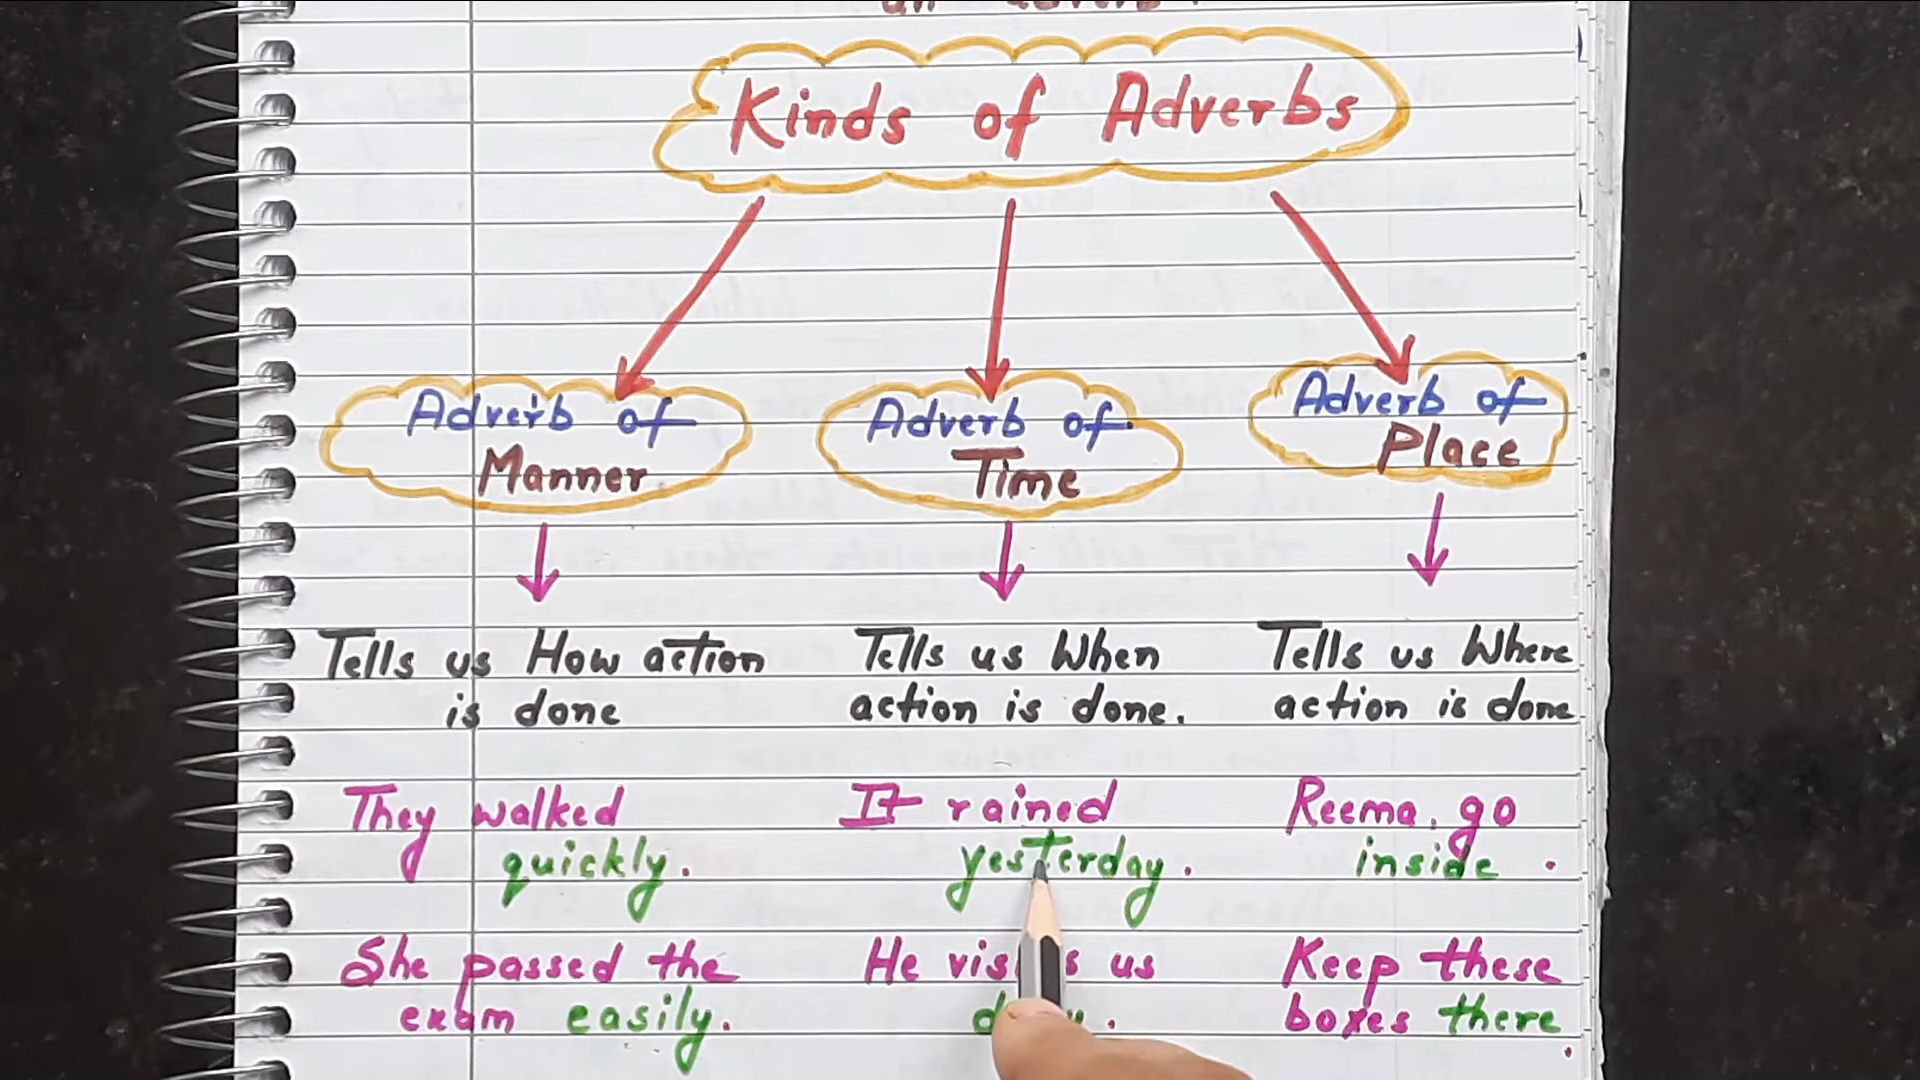 an adverb.
Kinds of Adverbs
Adverb of
Manner
Adverb of
Time
Adverb of
Place
Tells us How action
is done
Tells us When
action is done.
Tells us Where
action is done
They walked
quickly.
It rained
yesterday.
Reema, go
inside.
She passed the
exam easily.
He us
Keep these
boxes there.